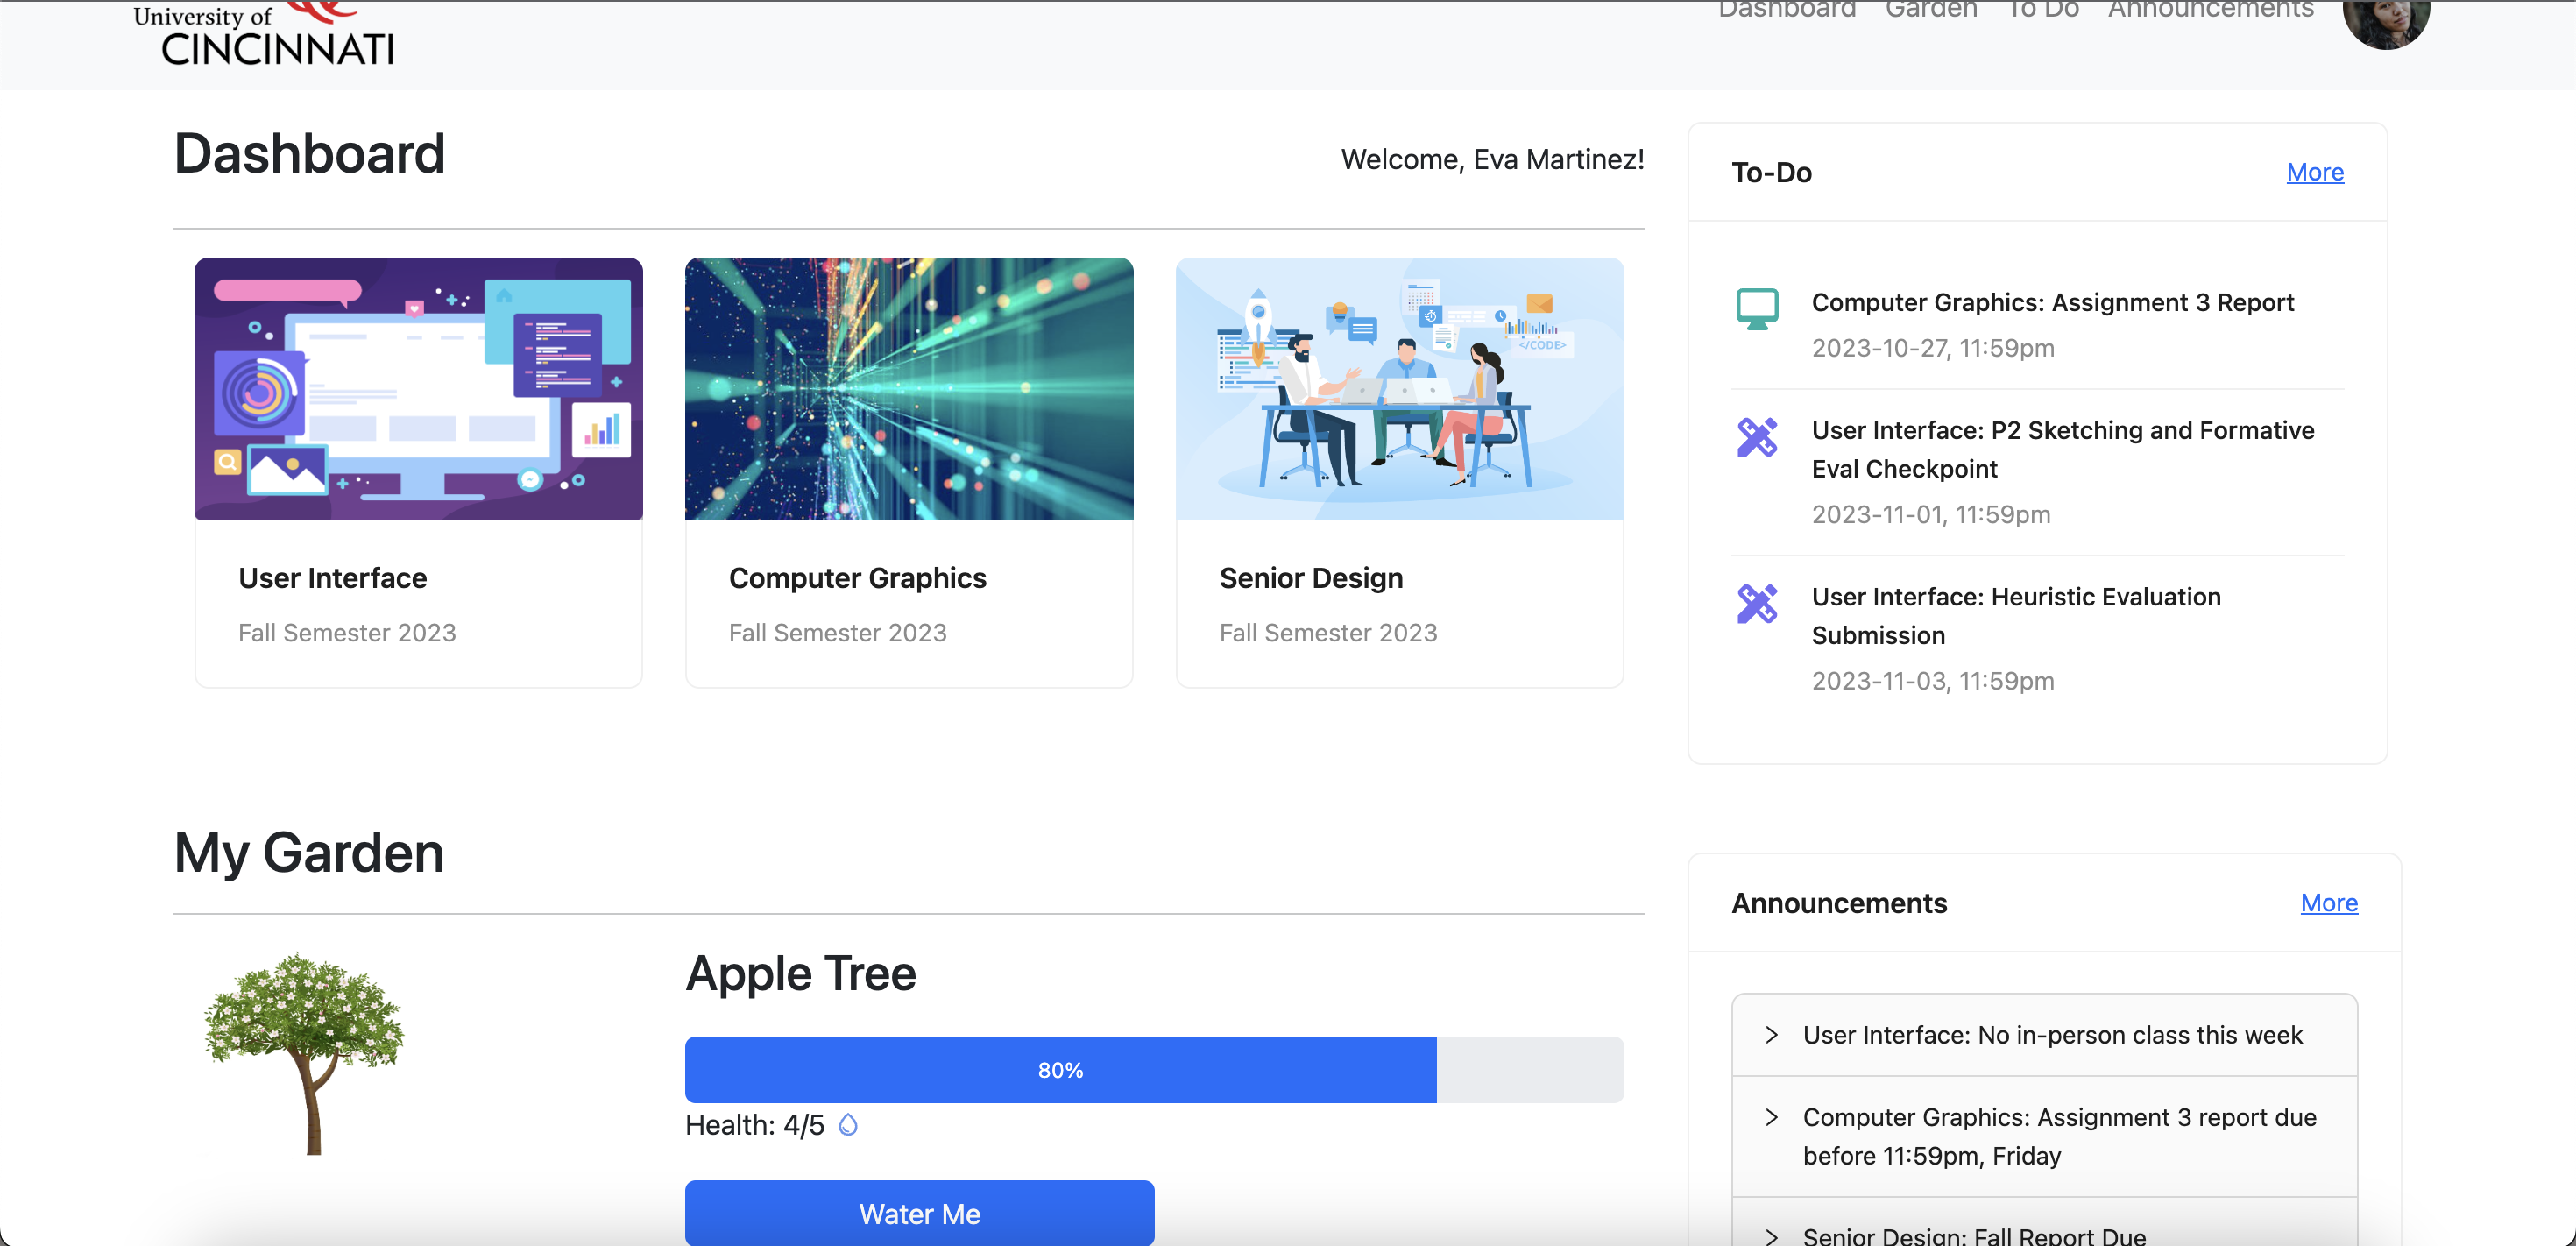 University of
CINCINNATI
Dashboard Garden To Do Announcements
Dashboard
Welcome, Eva Martinez!
</CODE>
User Interface
Fall Semester 2023
Computer Graphics
Fall Semester 2023
Senior Design
Fall Semester 2023
To-Do
More
Computer Graphics: Assignment 3 Report
2023-10-27, 11:59pm
User Interface: P2 Sketching and Formative
Eval Checkpoint
2023-11-01, 11:59pm
User Interface: Heuristic Evaluation
Submission
2023-11-03, 11:59pm
My Garden
Apple Tree
80%
Health: 4/5
Water Me
Announcements
More
User Interface: No in-person class this week
Computer Graphics: Assignment 3 report due
before 11:59pm, Friday
Senior Design: Fall Report Due